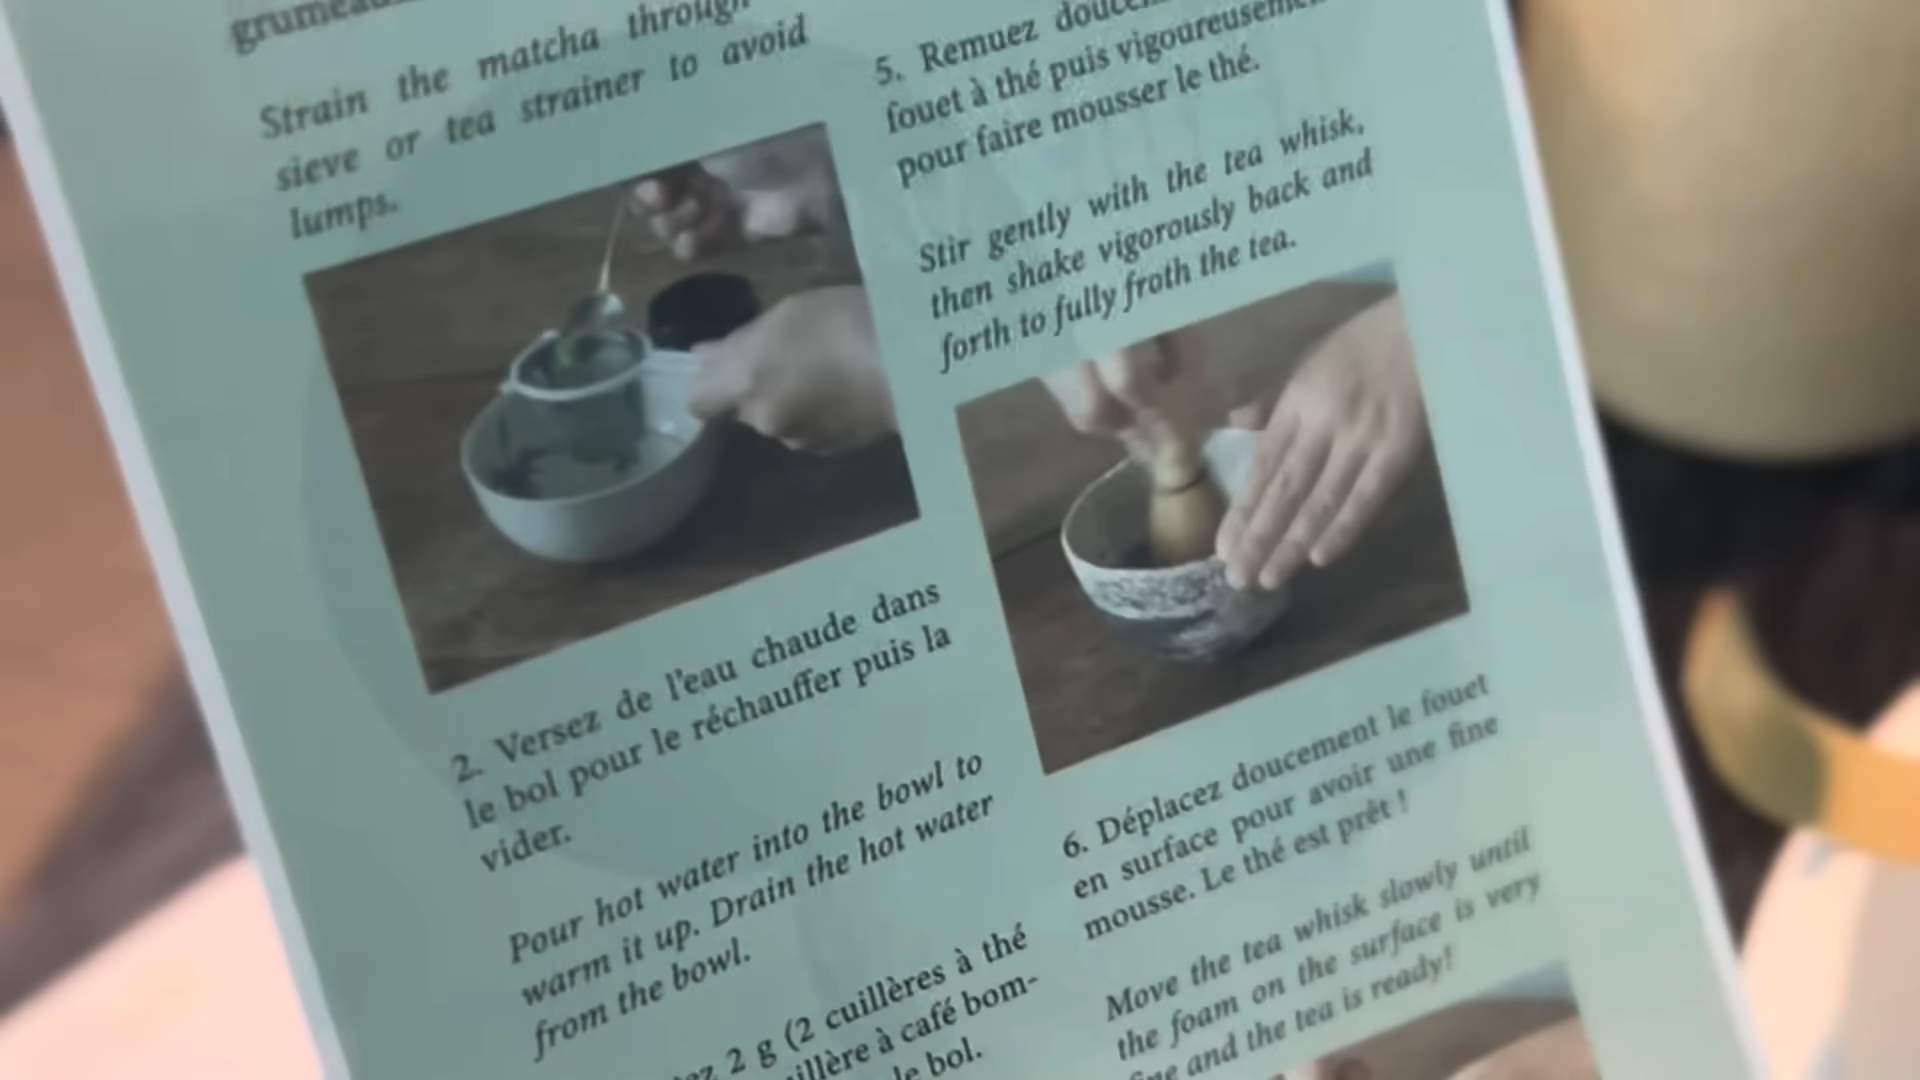 Strain the matcha through
sieve or tea strainer to avoid
lumps.
2. Versez de l'eau chaude dans
le bol pour le réchauffer puis la
vider.
Pour hot water into the bowl to
warm it up. Drain the hot water
from the bowl.
2 g (2 cuillères à thé
à café bom-
le bol.
5. Remuez
fouet à thé puis vigoureusement
pour faire mousser le thé.
Stir gently with the tea whisk,
then shake vigorously back and
forth to fully froth the tea.
6. Déplacez doucement le fouet
en surface pour avoir une fine
mousse. Le thé est prêt !
Move the tea whisk slowly until
the foam on the surface is very
fine and the tea is ready!